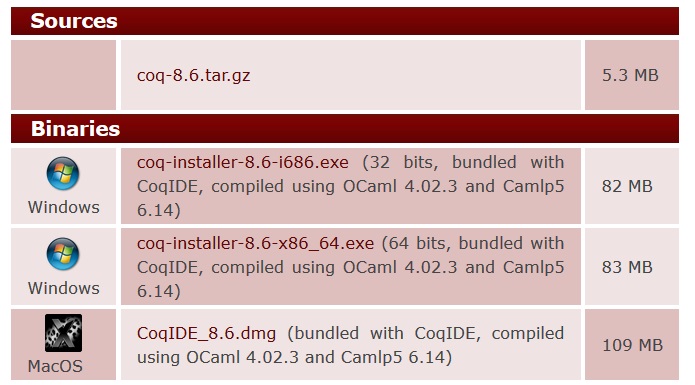 Sources
coq-8.6.tar.gz
5.3 MB
Binaries
Windows
coq-installer-8.6-i686.exe (32 bits, bundled with
CoqIDE, compiled using OCaml 4.02.3 and Camlp5
6.14)
82 MB
Windows
coq-installer-8.6-x86_64.exe (64 bits, bundled with
CoqIDE, compiled using OCaml 4.02.3 and Camlp5
6.14)
83 MB
MacOS
CoqIDE_8.6.dmg (bundled with CoqIDE, compiled
using OCaml 4.02.3 and Camlp5 6.14)
109 MB